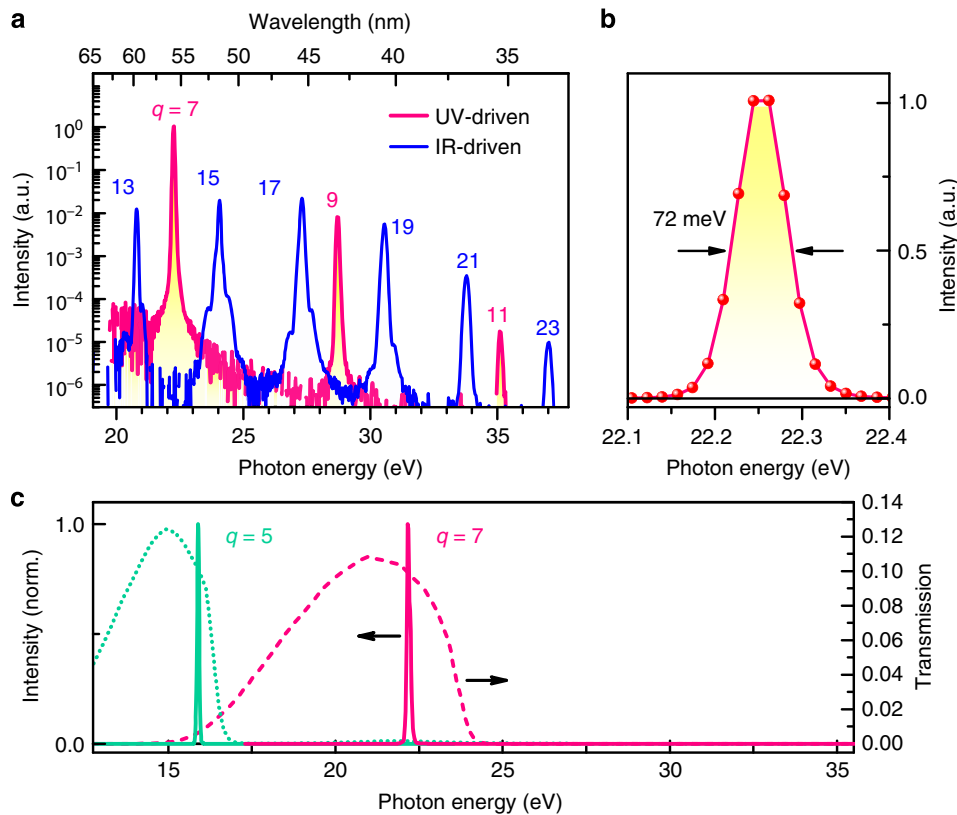 a
Wavelength (nm)
65 60 55 50 45 40 35
Intensity (a.u.)
10⁰
10⁻¹
10⁻²
10⁻³
10⁻⁴
10⁻⁵
10⁻⁶
q = 7
UV-driven
IR-driven
13 15 17 9 19 21 11 23
20 25 30 35
Photon energy (eV)
b
72 meV
1.0
0.5
0.0
Intensity (a.u.)
22.1 22.2 22.3 22.4
Photon energy (eV)
c
Intensity (norm.)
1.0
0.0
q = 5
q = 7
0.14
0.12
0.10
0.08
0.06
0.04
0.02
0.00
Transmission
15 20 25 30 35
Photon energy (eV)